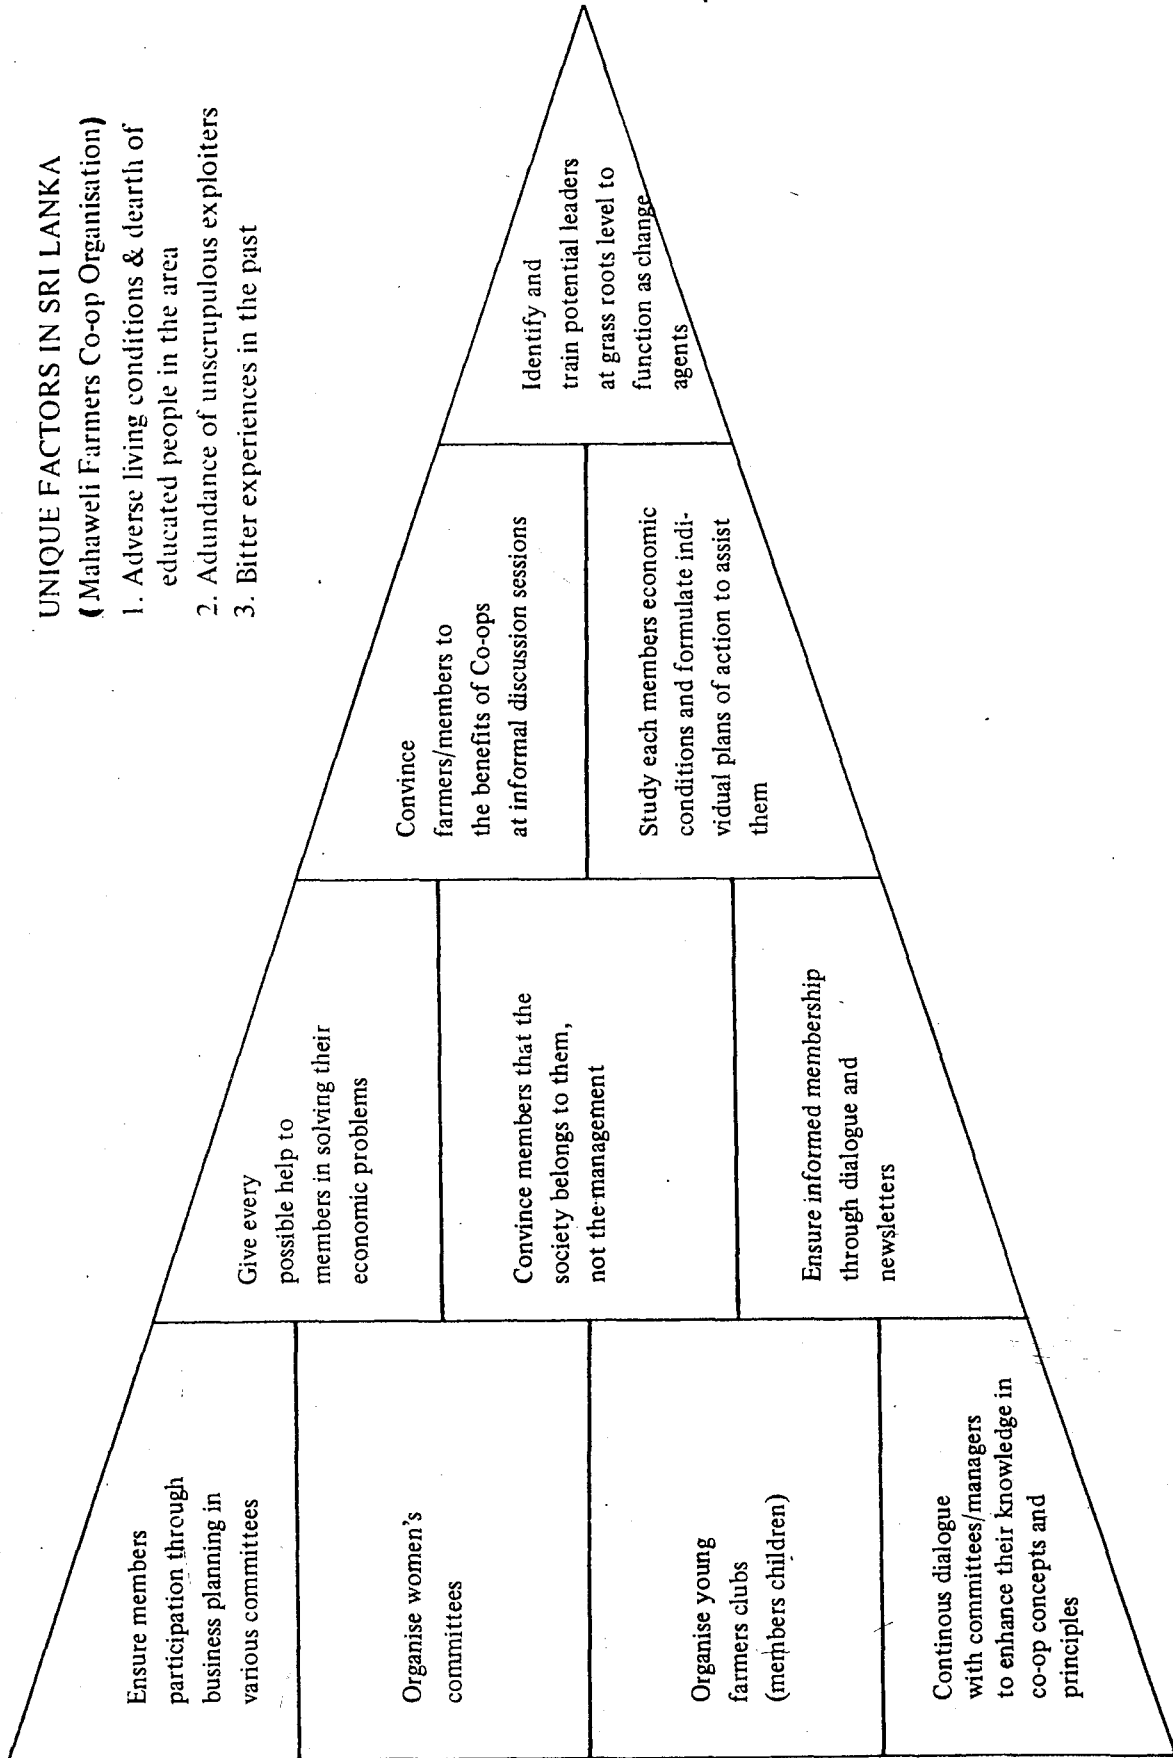 UNIQUE FACTORS IN SRI LANKA
(Mahaweli Farmers Co-op Organisation)
1. Adverse living conditions & dearth of
educated people in the area
2. Adundance of unscrupulous exploiters
3. Bitter experiences in the past
Identify and
train potential leaders
at grass roots level to
function as change
agents
Convince
farmers/members to
the benefits of Co-ops
at informal discussion sessions
Study each members economic
conditions and formulate indi-
vidual plans of action to assist
them
Give every
possible help to
members in solving their
economic problems
Convince members that the
society belongs to them,
not the management
Ensure informed membership
through dialogue and
newsletters
Ensure members
participation through
business planning in
various committees
Organise women's
committees
Organise young
farmers clubs
(members children)
Continous dialogue
with committees/managers
to enhance their knowledge in
co-op concepts and
principles